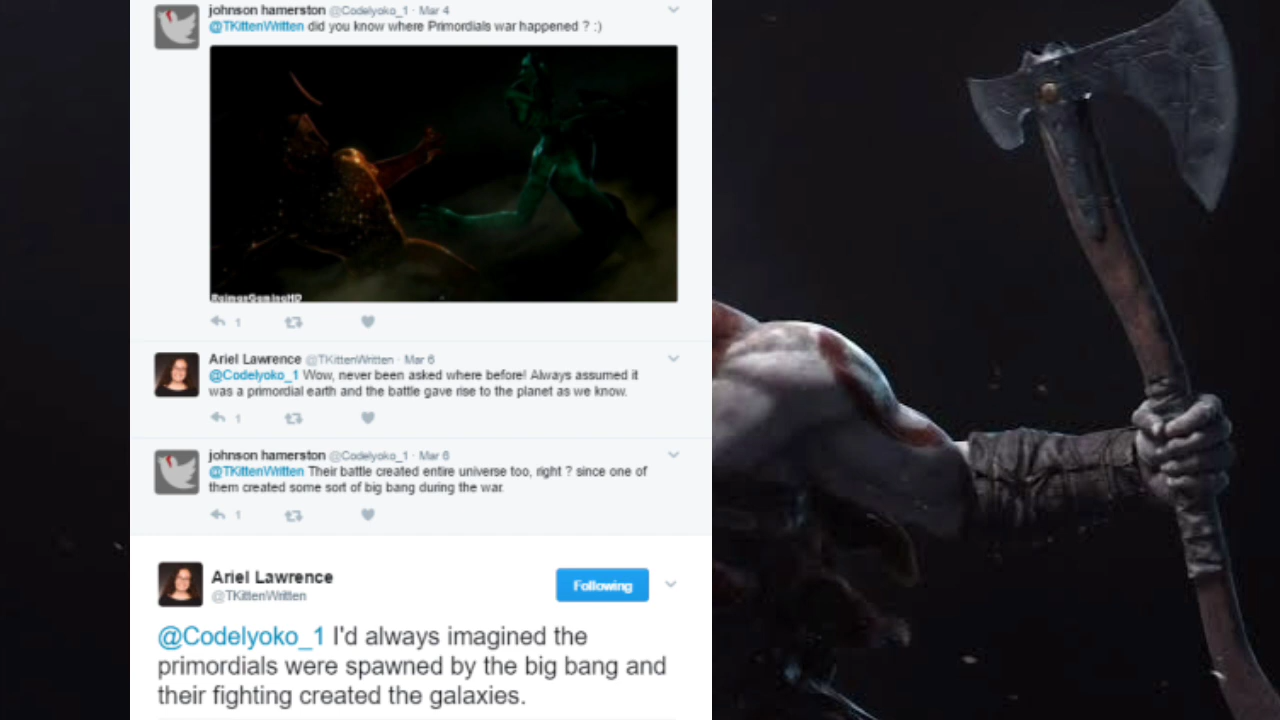 johnson hamerston @Codelyoko_1 · Mar 4
@TKittenWritten did you know where Primordials war happened ? :)
1
Ariel Lawrence @TKittenWritten · Mar 6
@Codelyoko_1 Wow, never been asked where before! Always assumed it
was a primordial earth and the battle gave rise to the planet as we know.
1
johnson hamerston @Codelyoko_1 · Mar 6
@TKittenWritten Their battle created entire universe too, right ? since one of
them created some sort of big bang during the war.
1
Ariel Lawrence
@TKittenWritten
Following
@Codelyoko_1 I'd always imagined the
primordials were spawned by the big bang and
their fighting created the galaxies.